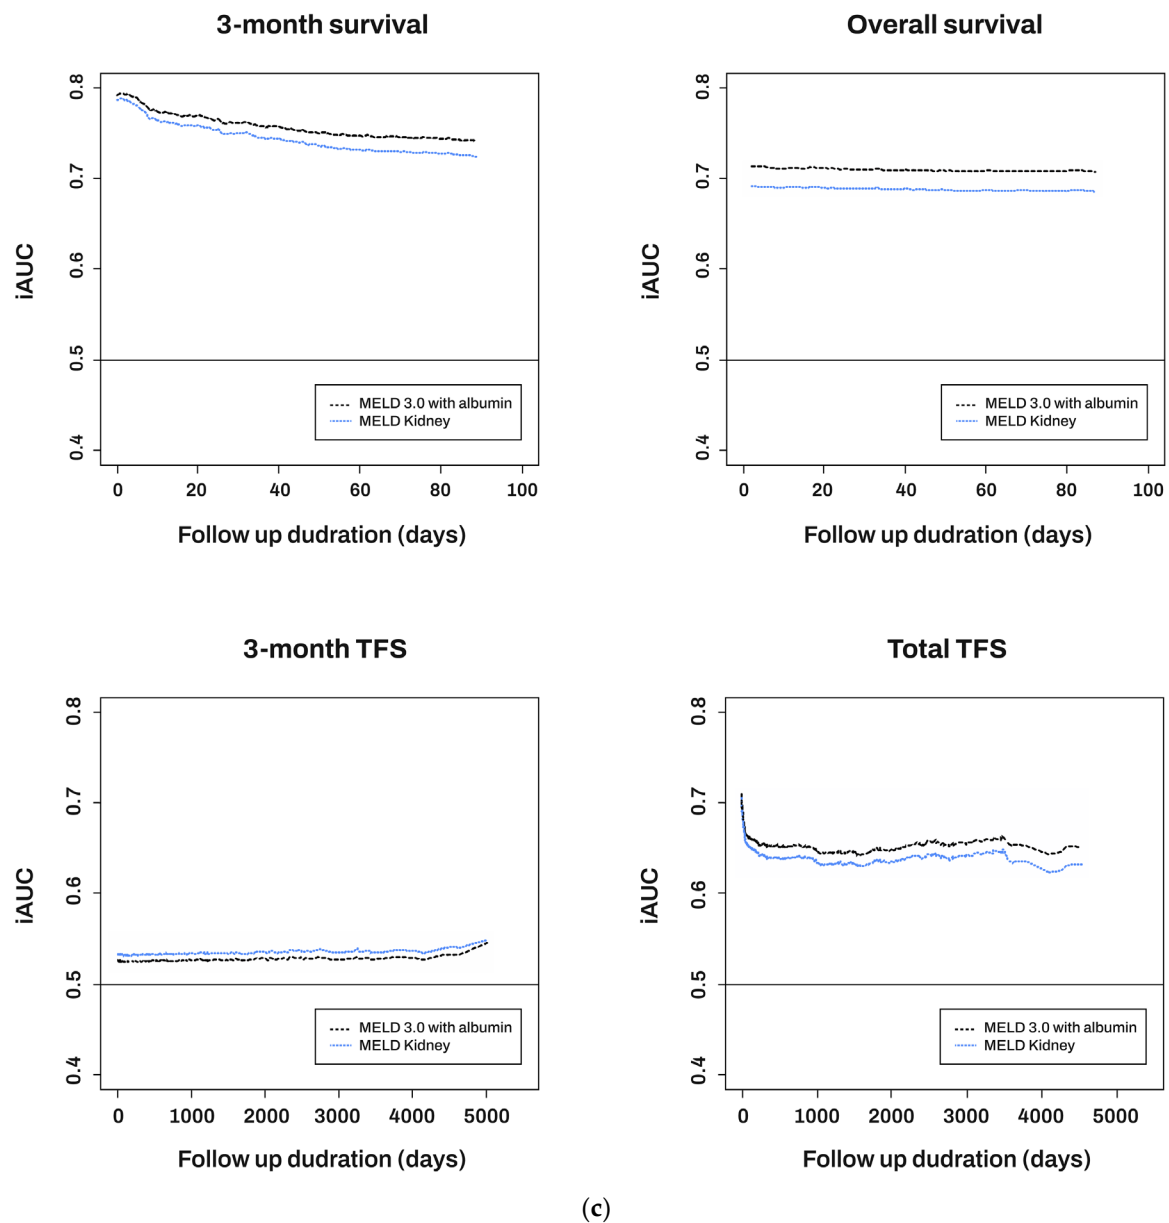 3-month survival
Overall survival
0.8
0.7
0.6
0.5
0.4
iAUC
MELD 3.0 with albumin
MELD Kidney
0 20 40 60 80 100
Follow up dudration (days)
0.8
0.7
0.6
0.5
0.4
iAUC
MELD 3.0 with albumin
MELD Kidney
0 20 40 60 80 100
Follow up dudration (days)
3-month TFS
Total TFS
0.8
0.7
0.6
0.5
0.4
iAUC
MELD 3.0 with albumin
MELD Kidney
0 1000 2000 3000 4000 5000
Follow up dudration (days)
0.8
0.7
0.6
0.5
0.4
iAUC
MELD 3.0 with albumin
MELD Kidney
0 1000 2000 3000 4000 5000
Follow up dudration (days)
(c)